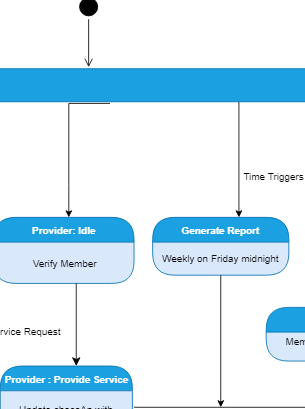 Time Triggers
Provider: Idle
Generate Report
Verify Member
Weekly on Friday midnight
rvice Request
Mem
Provider : Provide Service